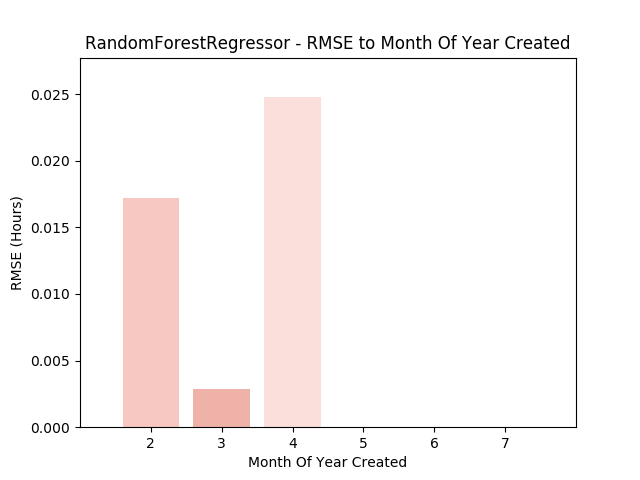 RandomForestRegressor - RMSE to Month Of Year Created
0.025
0.020
0.015
0.010
0.005
0.000
RMSE (Hours)
2 3 4 5 6 7
Month Of Year Created